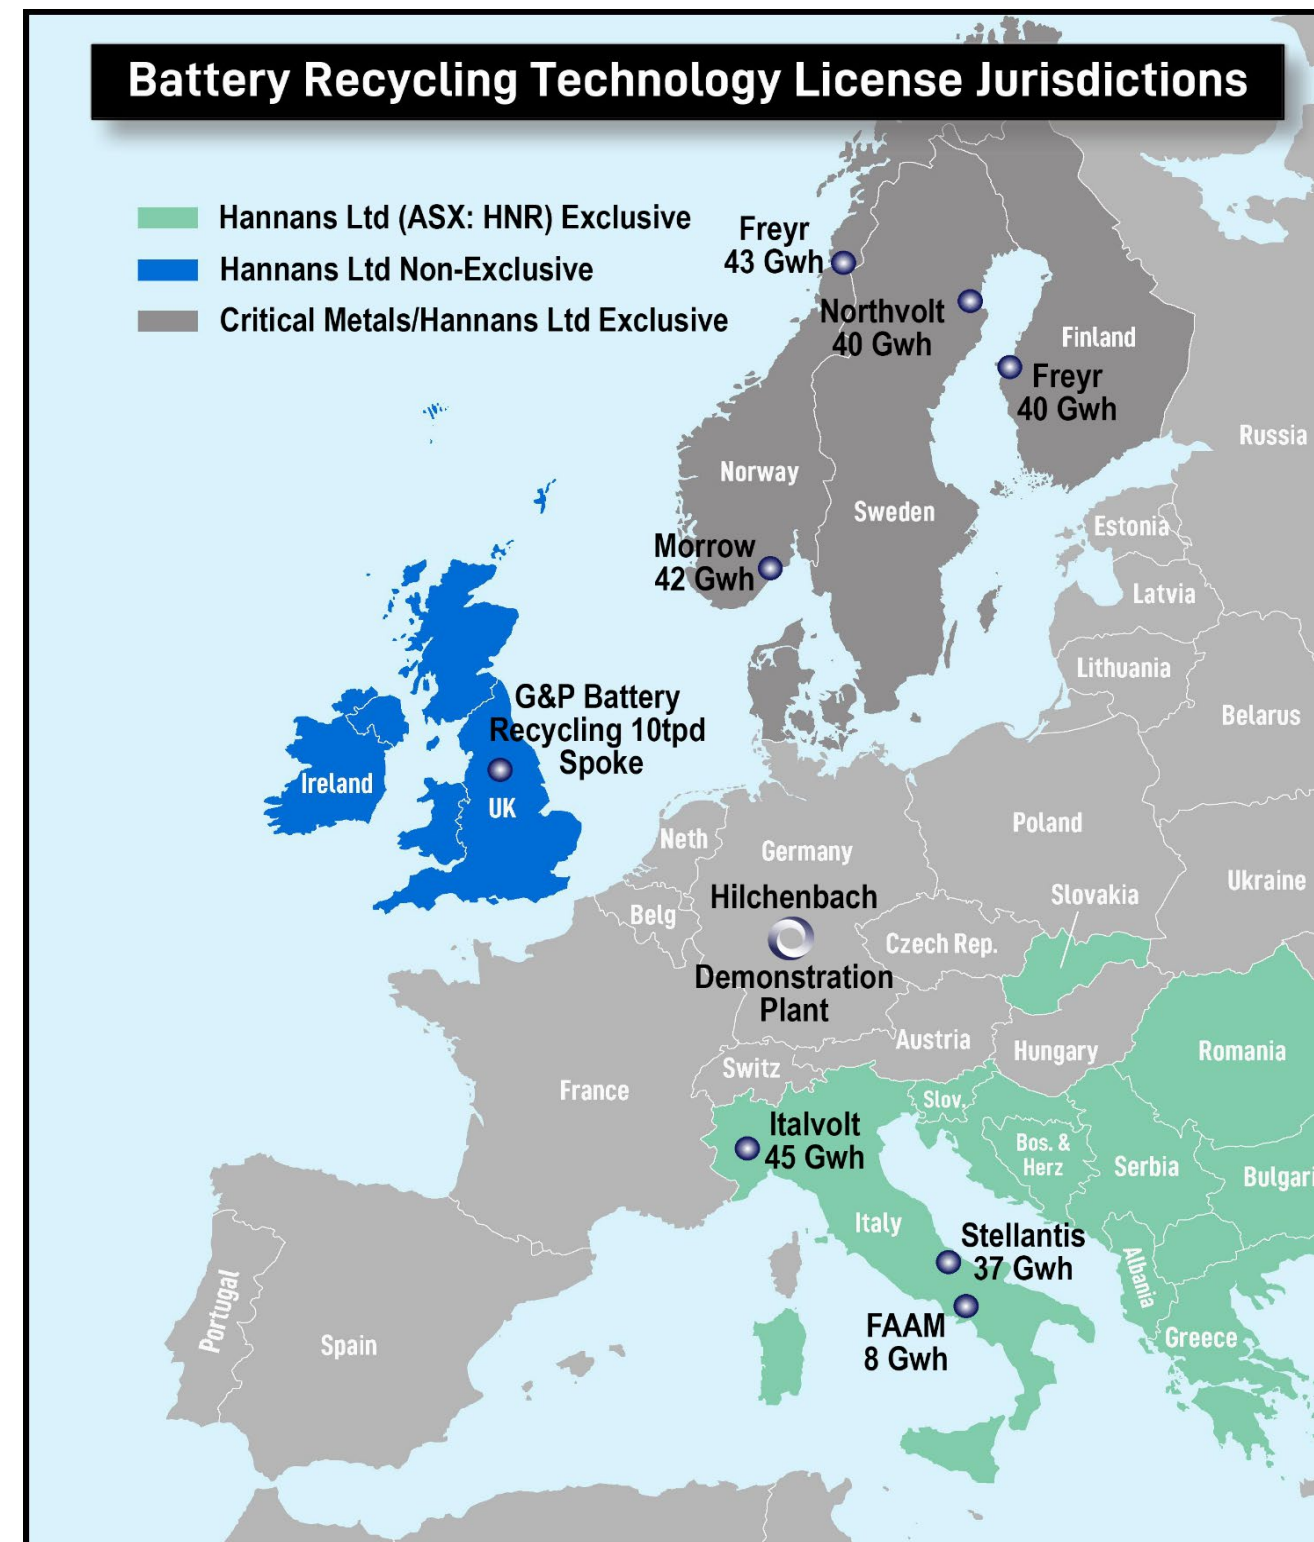 Battery Recycling Technology License Jurisdictions
Hannans Ltd (ASX: HNR) Exclusive
Hannans Ltd Non-Exclusive
Critical Metals/Hannans Ltd Exclusive
Freyr
43 Gwh
Northvolt
40 Gwh
Finland
Freyr
40 Gwh
Russia
Norway
Sweden
Estonia
Morrow
42 Gwh
Latvia
Lithuania
Belarus
G&P Battery
Recycling 10tpd
Spoke
Ireland
UK
Neth
Germany
Poland
Ukraine
Slovakia
Hilchenbach
Belg
Czech Rep.
Demonstration
Plant
Austria
Hungary
Romania
Switz
France
Slov.
Italvolt
45 Gwh
Bos. &
Herz
Serbia
Bulgari
Italy
Stellantis
37 Gwh
Albania
Portugal
Spain
FAAM
8 Gwh
Greece